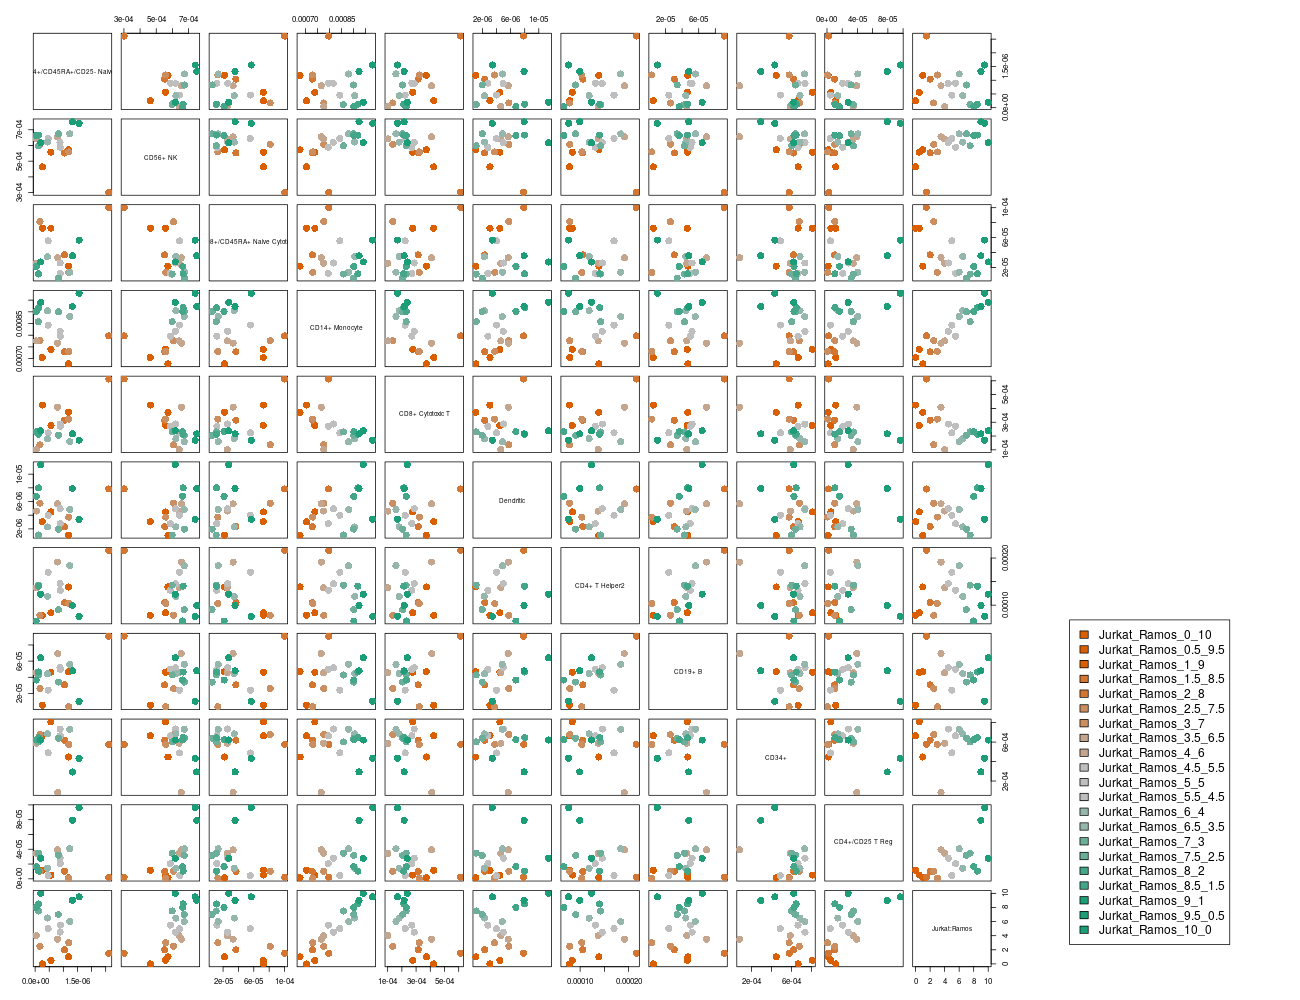 3e-04 5e-04 7e-04 0.00070 0.00085 2e-06 6e-06 1e-05 2e-05 6e-05 0e+00 4e-05 8e-05
4+/CD45RA+/CD25- Naiv
0.0e+00 1.5e-06
3e-04 5e-04 7e-04
CD56+ NK
8+/CD45RA+ Naive Cytot
2e-05 6e-05 1e-04
0.00070 0.00085
CD14+ Monocyte
CD8+ Cytotoxic T
1e-04 3e-04 5e-04
2e-06 6e-06 1e-05
Dendritic
CD4+ T Helper2
0.00010 0.00020
2e-05 6e-05
CD19+ B
CD34+
2e-04 6e-04
0e+00 4e-05 8e-05
CD4+/CD25 T Reg
Jurkat:Ramos
0 2 4 6 8 10
0.0e+00 1.5e-06 2e-05 6e-05 1e-04 1e-04 3e-04 5e-04 0.00010 0.00020 2e-04 6e-04 0 2 4 6 8 10
Jurkat_Ramos_0_10
Jurkat_Ramos_0.5_9.5
Jurkat_Ramos_1_9
Jurkat_Ramos_1.5_8.5
Jurkat_Ramos_2_8
Jurkat_Ramos_2.5_7.5
Jurkat_Ramos_3_7
Jurkat_Ramos_3.5_6.5
Jurkat_Ramos_4_6
Jurkat_Ramos_4.5_5.5
Jurkat_Ramos_5_5
Jurkat_Ramos_5.5_4.5
Jurkat_Ramos_6_4
Jurkat_Ramos_6.5_3.5
Jurkat_Ramos_7_3
Jurkat_Ramos_7.5_2.5
Jurkat_Ramos_8_2
Jurkat_Ramos_8.5_1.5
Jurkat_Ramos_9_1
Jurkat_Ramos_9.5_0.5
Jurkat_Ramos_10_0